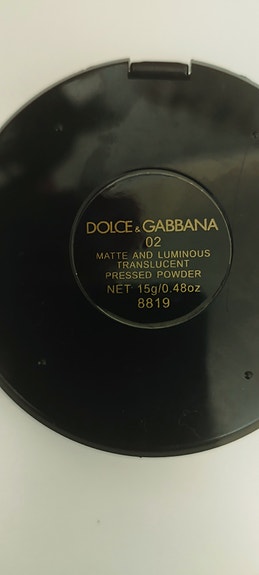 DOLCE & GABBANA
02
MATTE AND LUMINOUS
TRANSLUCENT
PRESSED POWDER
NET 15g/0.48oz
8819